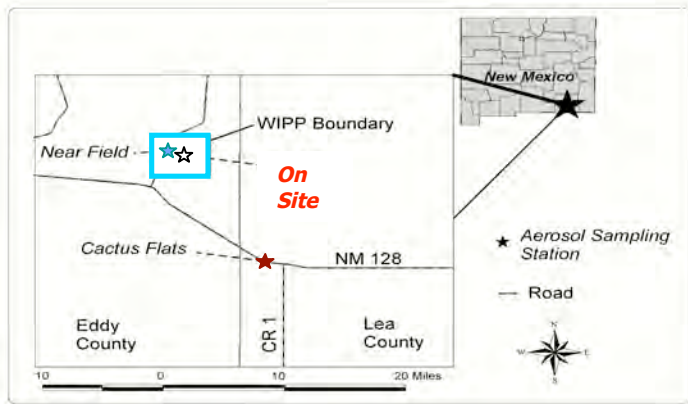 New Mexico
WIPP Boundary
Near Field
On
Site
Cactus Flats
NM 128
Aerosol Sampling
Station
Road
Eddy
County
CR 1
Lea
County
N
W
E
S
10
0
10
20 Miles